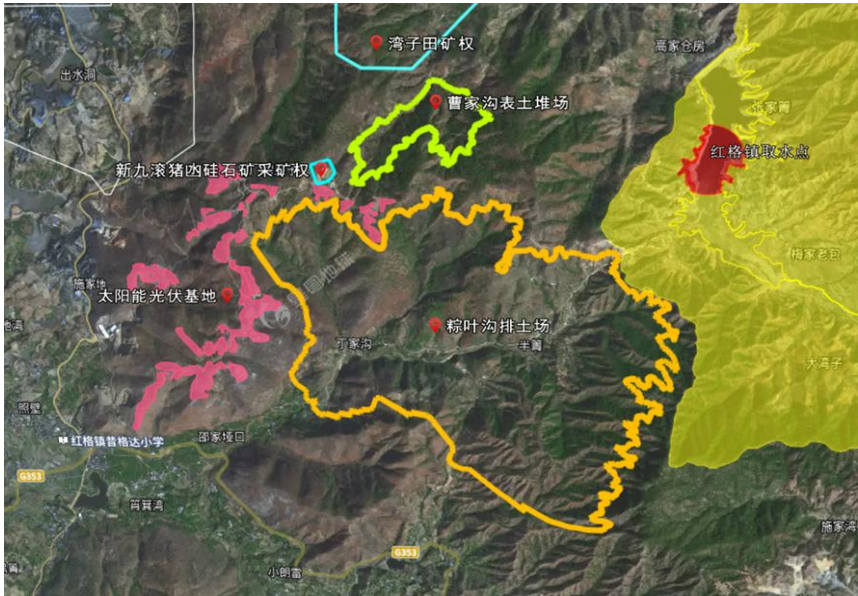 湾子田矿权
高家仓房
出水洞
曹家沟表土堆场
张家箐
红格镇取水点
新九滚猪凼硅石矿采矿权
梅家老包
施家地
太阳能光伏基地
粽叶沟排土场
丁家沟
半箐
大湾子
照壁
邵家垭口
红格镇昔格达小学
G353
筲箕湾
施家湾
G353
小朗雷